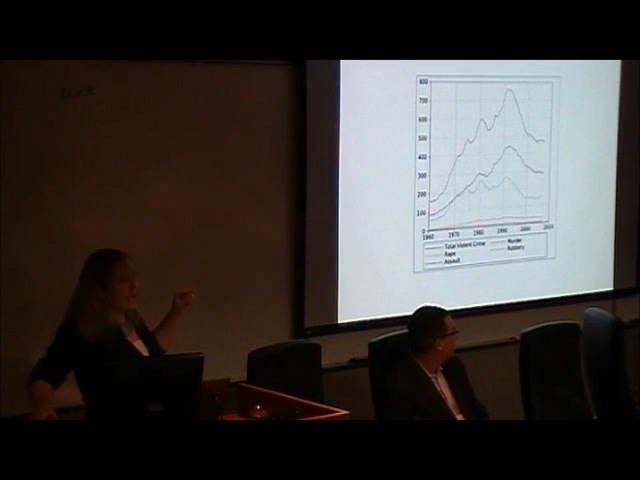 800
700
600
500
400
300
200
100
0
1960 1970 1980 1990 2000 2010
Total Violent Crime
Murder
Rape
Robbery
Assault